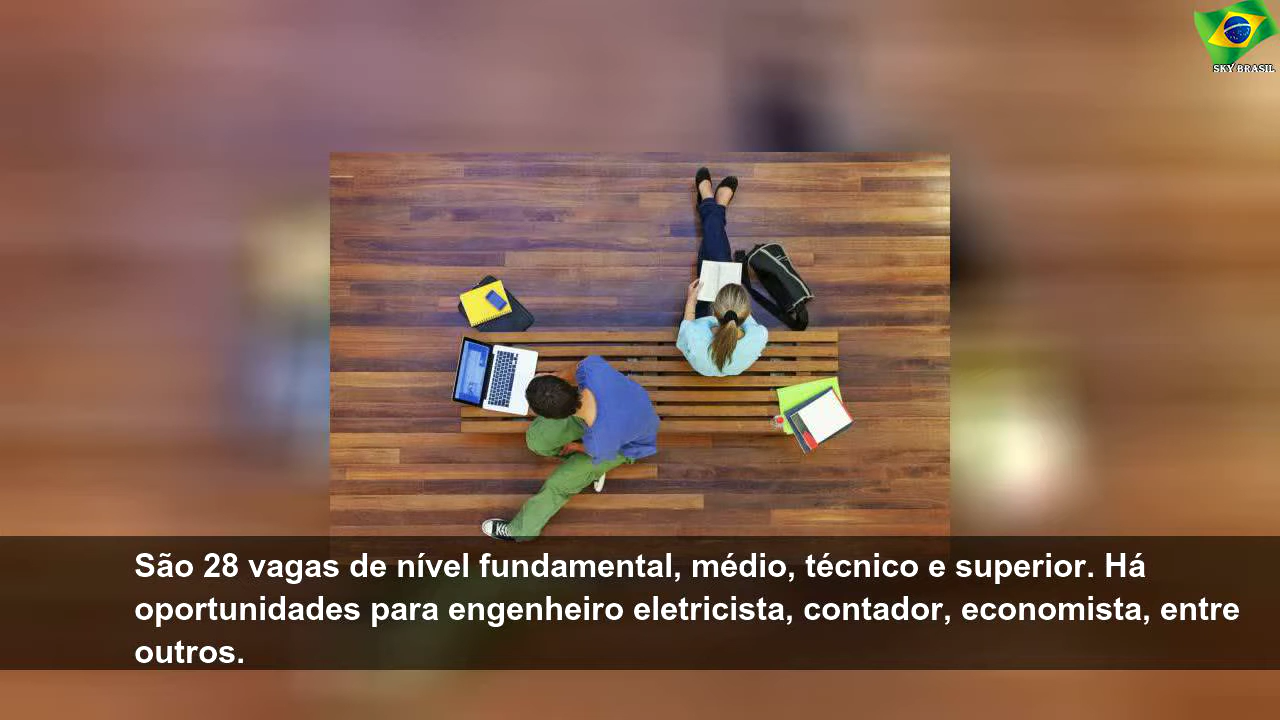 SKY BRASIL
São 28 vagas de nível fundamental, médio, técnico e superior. Há
oportunidades para engenheiro eletricista, contador, economista, entre
outros.